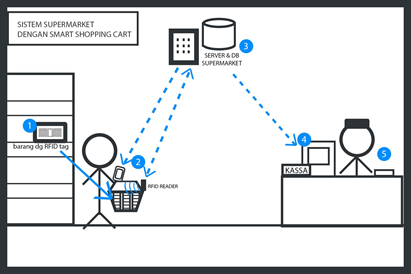 SISTEM SUPERMARKET
DENGAN SMART SHOPPING CART
3
SERVER & DB
SUPERMARKET
1
barang dg RFID tag
4
5
2
RFID READER
KASSA